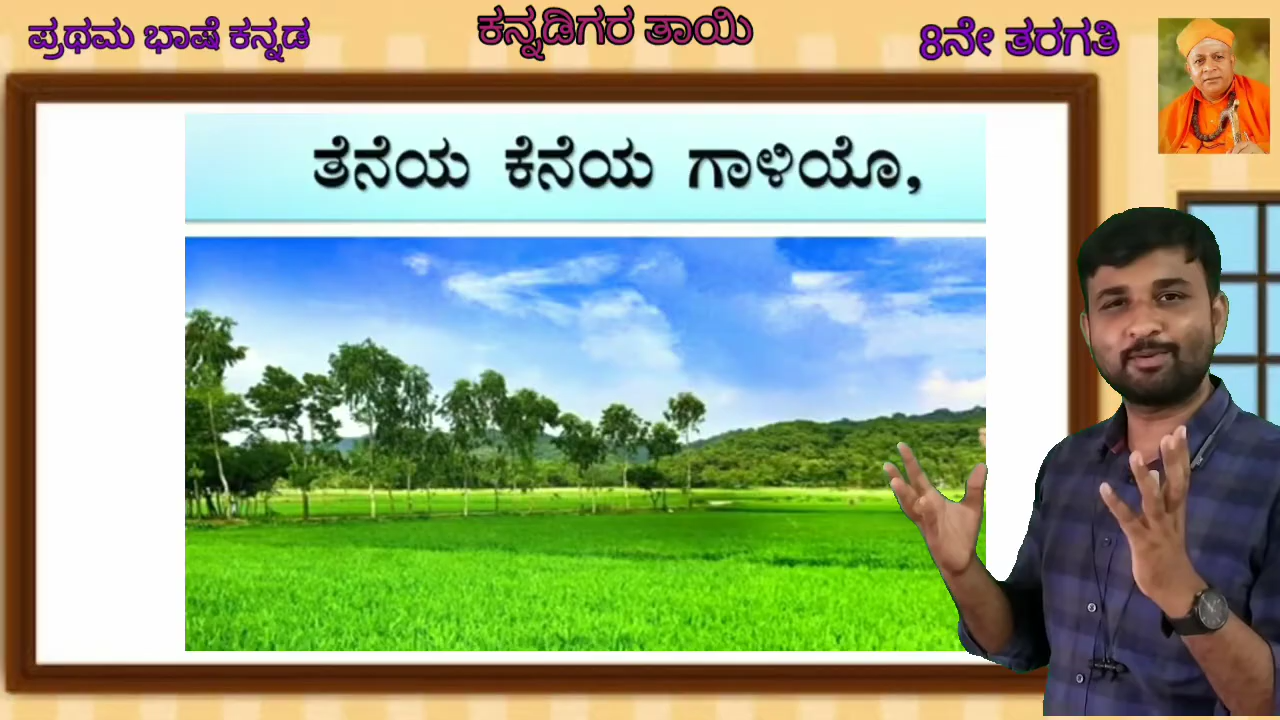 ಪ್ರಥಮ ಭಾಷೆ ಕನ್ನಡ
ಕನ್ನಡಿಗರ ತಾಯಿ
8ನೇ ತರಗತಿ
ತೆನೆಯ ಕೆನೆಯ ಗಾಳಿಯೊ,